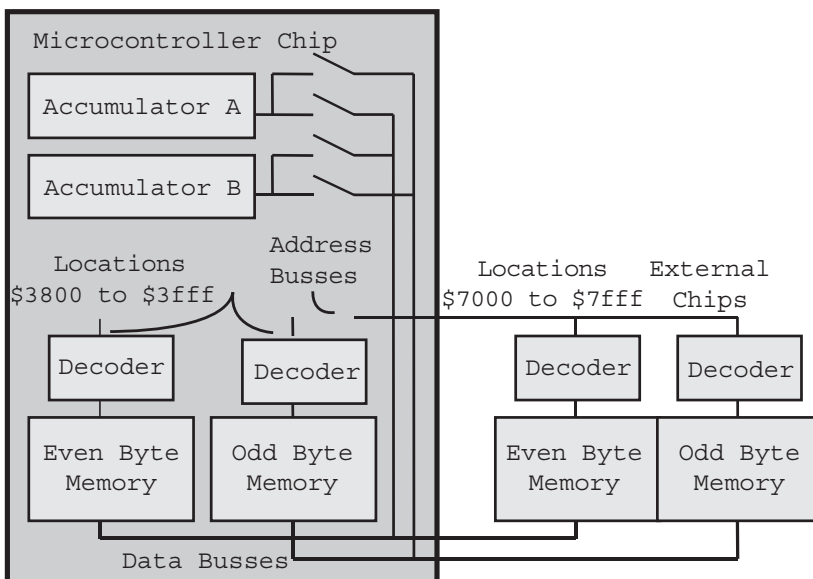 Microcontroller Chip
Accumulator A
Accumulator B
Address
Busses
Locations
$3800 to $3fff
Locations
$7000 to $7fff
External
Chips
Decoder
Decoder
Decoder
Decoder
Even Byte
Memory
Odd Byte
Memory
Even Byte
Memory
Odd Byte
Memory
Data Busses